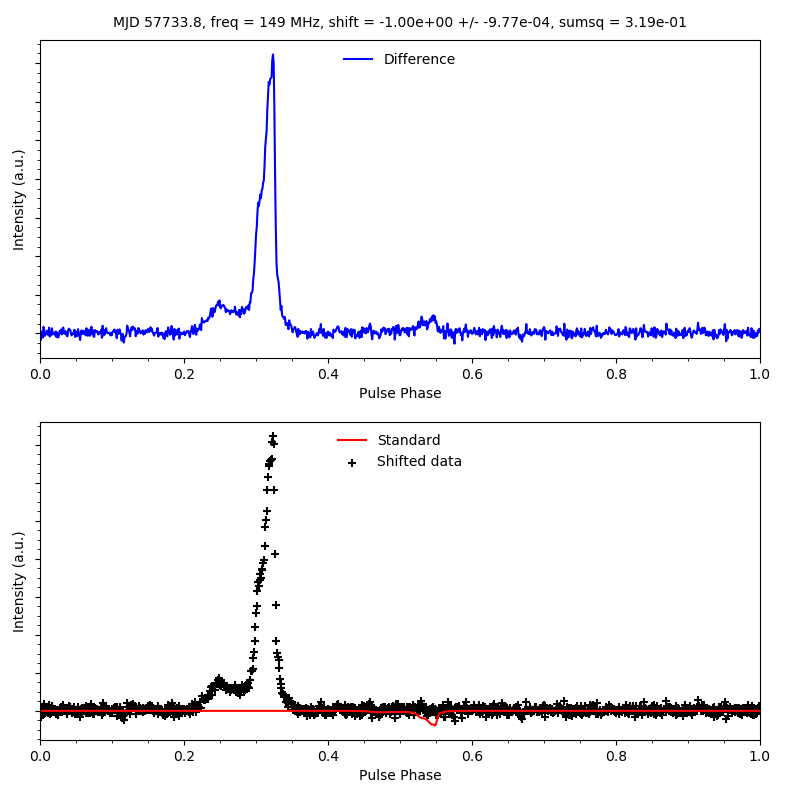 MJD 57733.8, freq = 149 MHz, shift = -1.00e+00 +/- -9.77e-04, sumsq = 3.19e-01
Difference
Intensity (a.u.)
0.0 0.2 0.4 0.6 0.8 1.0
Pulse Phase
Standard
Shifted data
Intensity (a.u.)
0.0 0.2 0.4 0.6 0.8 1.0
Pulse Phase